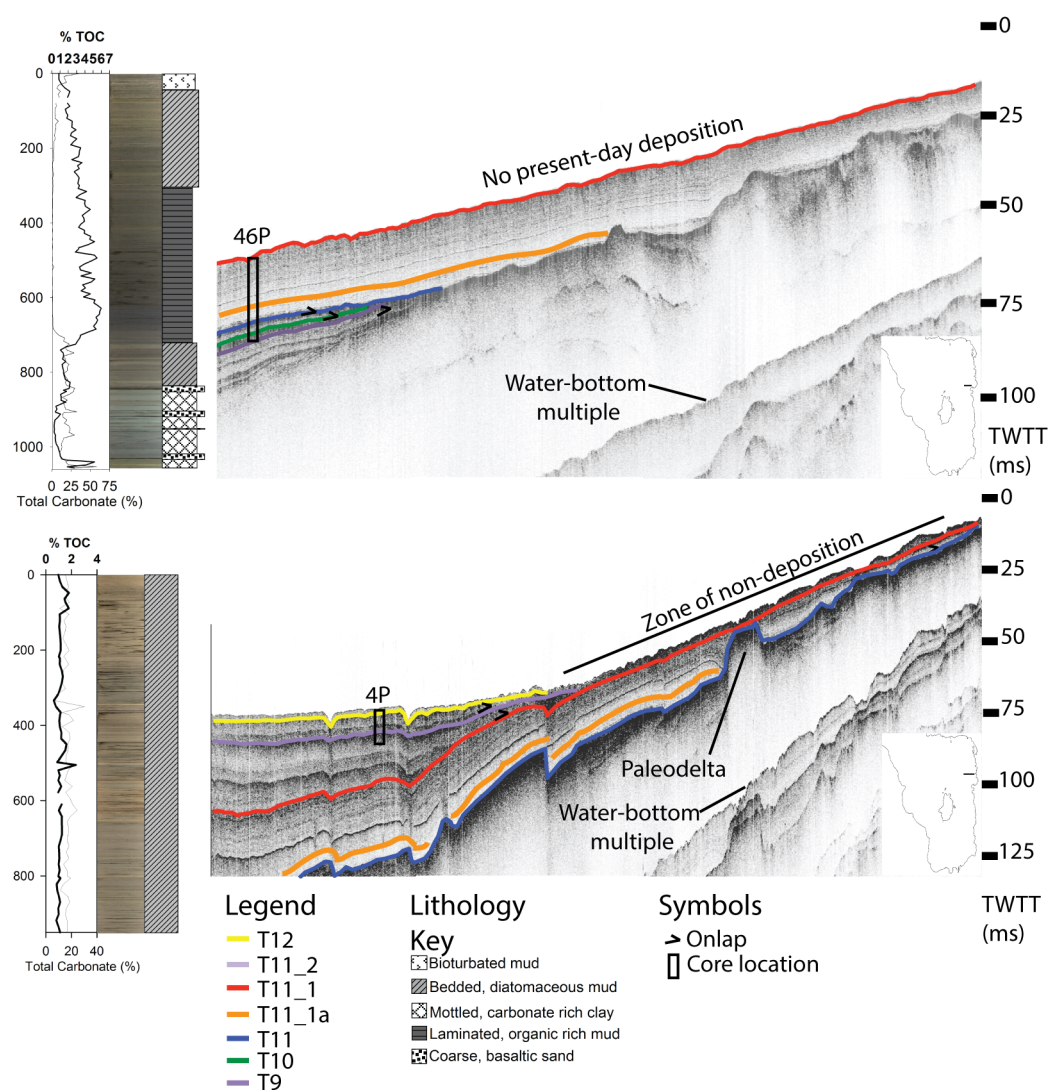 % TOC
01234567
0
200
400
600
800
1000
0 25 50 75
Total Carbonate (%)
46P
No present-day deposition
Water-bottom
multiple
0
25
50
75
100
TWTT
(ms)
% TOC
0 2 4
0
200
400
600
800
0 20 40
Total Carbonate (%)
4P
Zone of non-deposition
Paleodelta
Water-bottom
multiple
0
25
50
75
100
125
TWTT
(ms)
Legend
T12
T11_2
T11_1
T11_1a
T11
T10
T9
Lithology
Key
Bioturbated mud
Bedded, diatomaceous mud
Mottled, carbonate rich clay
Laminated, organic rich mud
Coarse, basaltic sand
Symbols
Onlap
Core location